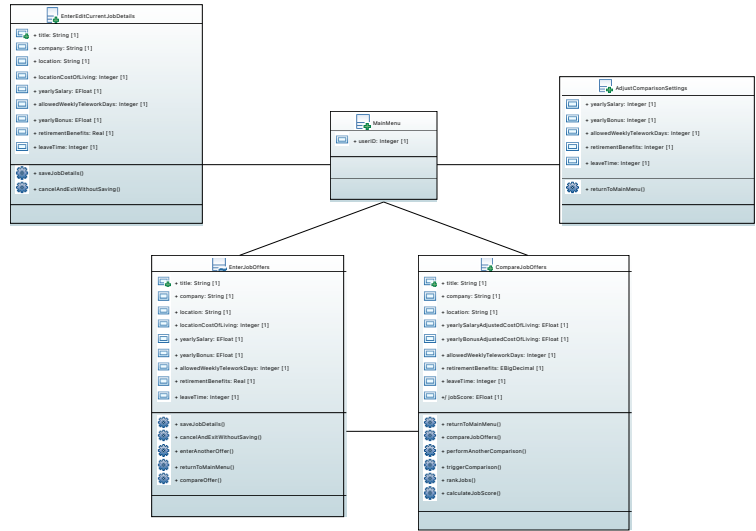 EnterEditCurrentJobDetails
+ title: String [1]
+ company: String [1]
+ location: String [1]
+ locationCostOfLiving: Integer [1]
+ yearlySalary: EFloat [1]
+ allowedWeeklyTeleworkDays: Integer [1]
+ yearlyBonus: EFloat [1]
+ retirementBenefits: Real [1]
+ leaveTime: Integer [1]
+ saveJobDetails()
+ cancelAndExitWithoutSaving()
MainMenu
+ userID: Integer [1]
AdjustComparisonSettings
+ yearlySalary: Integer [1]
+ yearlyBonus: Integer [1]
+ allowedWeeklyTeleworkDays: Integer [1]
+ retirementBenefits: Integer [1]
+ leaveTime: Integer [1]
+ returnToMainMenu()
EnterJobOffers
+ title: String [1]
+ company: String [1]
+ location: String [1]
+ locationCostOfLiving: Integer [1]
+ yearlySalary: EFloat [1]
+ yearlyBonus: EFloat [1]
+ allowedWeeklyTeleworkDays: Integer [1]
+ retirementBenefits: Real [1]
+ leaveTime: Integer [1]
+ saveJobDetails()
+ cancelAndExitWithoutSaving()
+ enterAnotherOffer()
+ returnToMainMenu()
+ compareOffer()
CompareJobOffers
+ title: String [1]
+ company: String [1]
+ location: String [1]
+ yearlySalaryAdjustedCostOfLiving: EFloat [1]
+ yearlyBonusAdjustedCostOfLiving: EFloat [1]
+ allowedWeeklyTeleworkDays: Integer [1]
+ retirementBenefits: EBigDecimal [1]
+ leaveTime: Integer [1]
+/ jobScore: EFloat [1]
+ returnToMainMenu()
+ compareJobOffers()
+ performAnotherComparison()
+ triggerComparison()
+ rankJobs()
+ calculateJobScore()